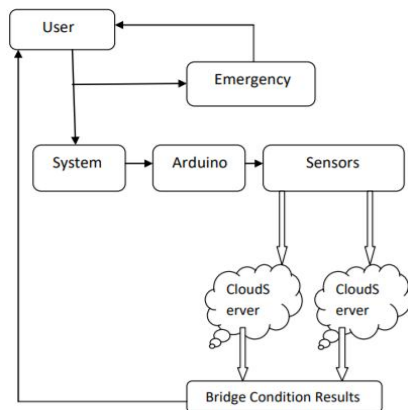 User
Emergency
System
Arduino
Sensors
CloudS
erver
CloudS
erver
Bridge Condition Results